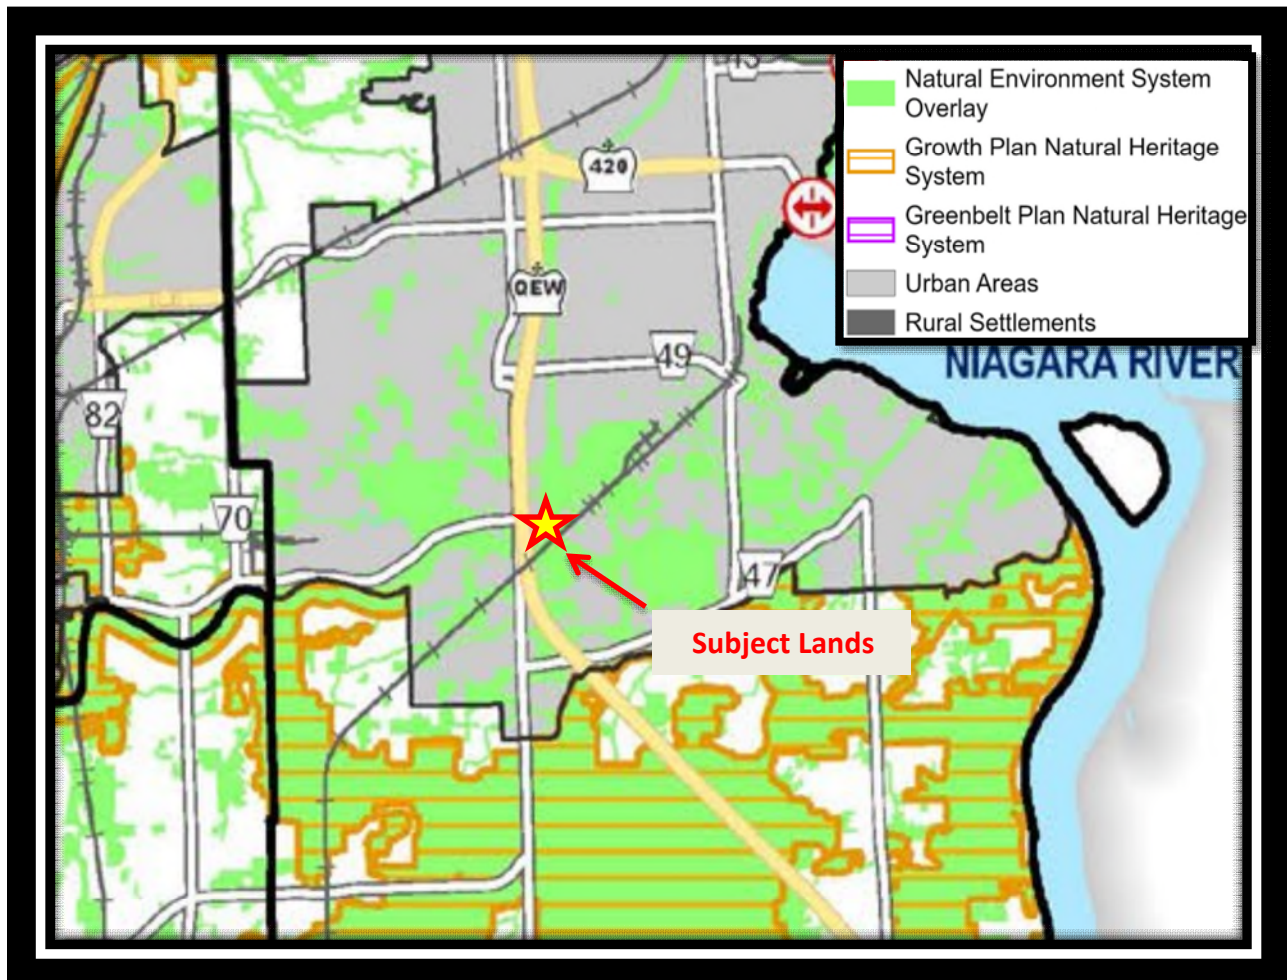 Natural Environment System
Overlay
Growth Plan Natural Heritage
System
Greenbelt Plan Natural Heritage
System
Urban Areas
Rural Settlements
420
QEW
49
NIAGARA RIVER
82
70
47
Subject Lands